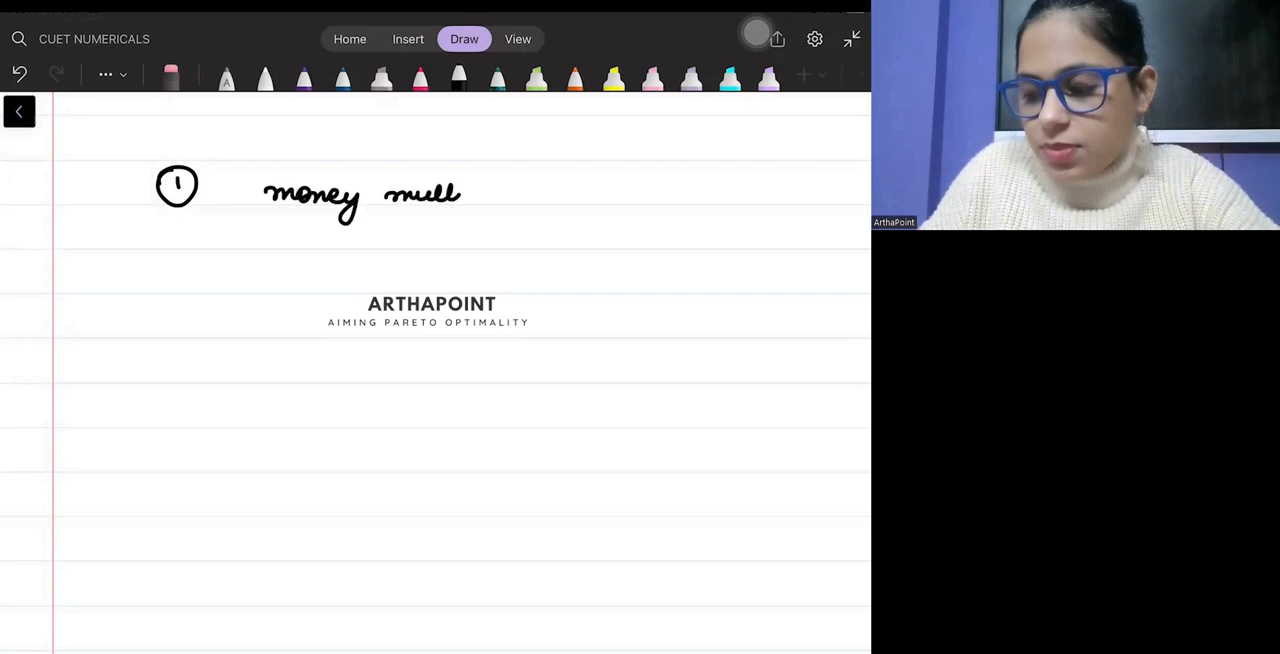 CUET NUMERICALS
Home Insert Draw View
A
1 money mull
ARTHAPOINT
AIMING PARETO OPTIMALITY
ArthaPoint